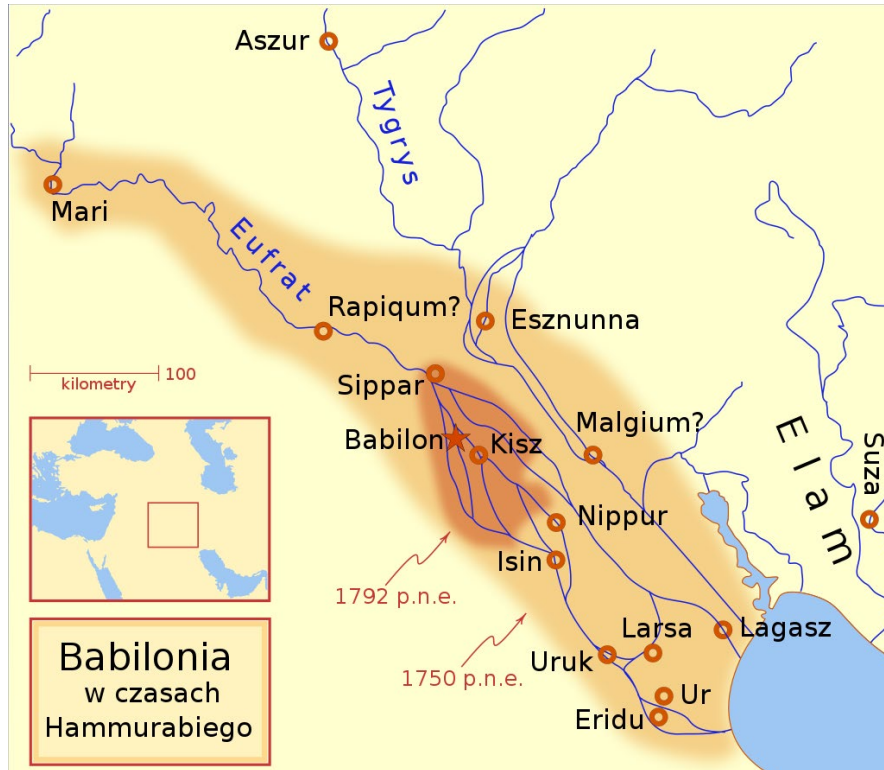 Aszur
Tygrys
Mari
Eufrat
Rapiqum?
Esznunna
100
kilometry
Sippar
Malgium?
Babilon
Kisz
Elam
Suza
Nippur
Isin
1792 p.n.e.
Larsa
Lagasz
Uruk
1750 p.n.e.
Ur
Eridu
Babilonia
w czasach
Hammurabiego